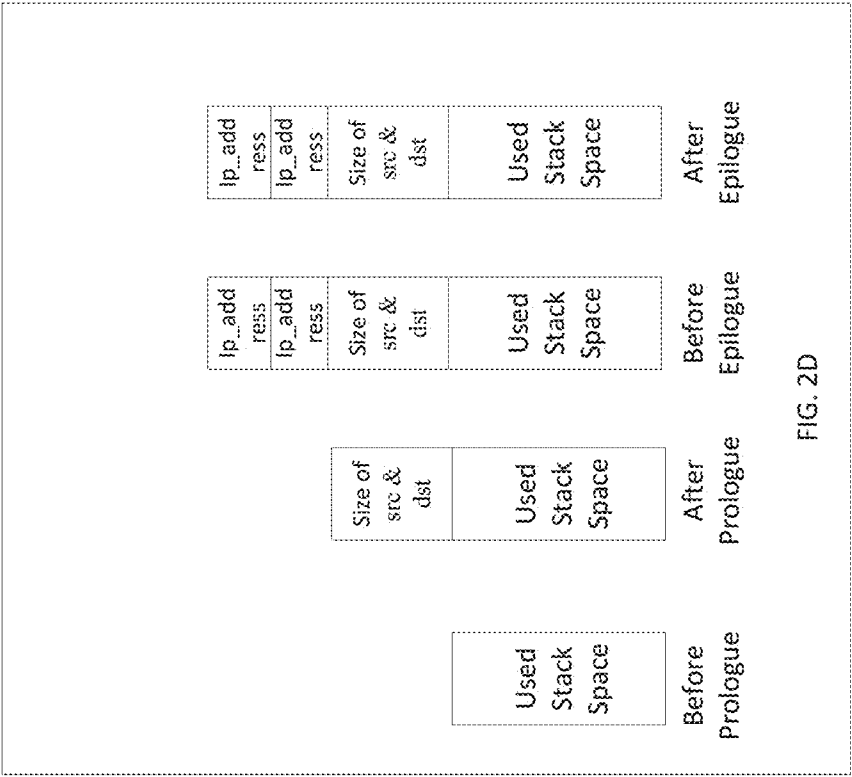 Used
Stack
Space
Before
Prologue
Size of
src &
dst
Used
Stack
Space
After
Prologue
lp_add
ress
lp_add
ress
Size of
src &
dst
Used
Stack
Space
Before
Epilogue
lp_add
ress
lp_add
ress
Size of
src &
dst
Used
Stack
Space
After
Epilogue
FIG. 2D